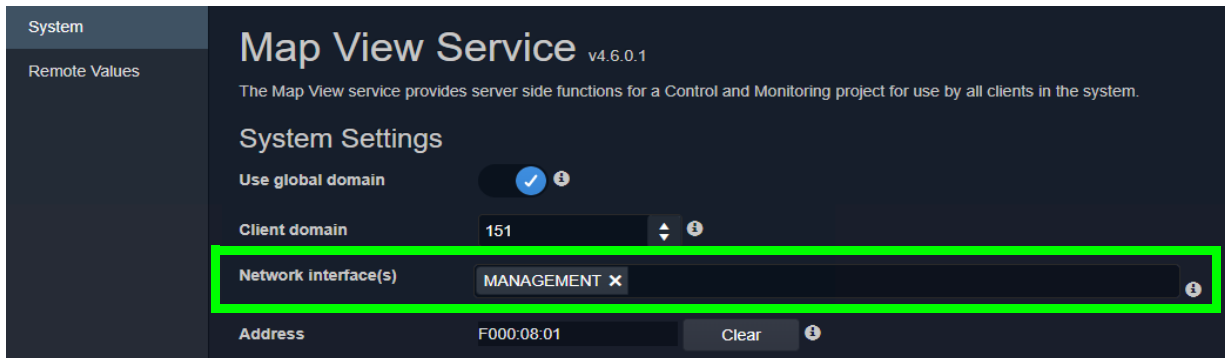 System
Remote Values
Map View Service v4.6.0.1
The Map View service provides server side functions for a Control and Monitoring project for use by all clients in the system.
System Settings
Use global domain
Client domain 151
Network interface(s) MANAGEMENT
Address F000:08:01 Clear